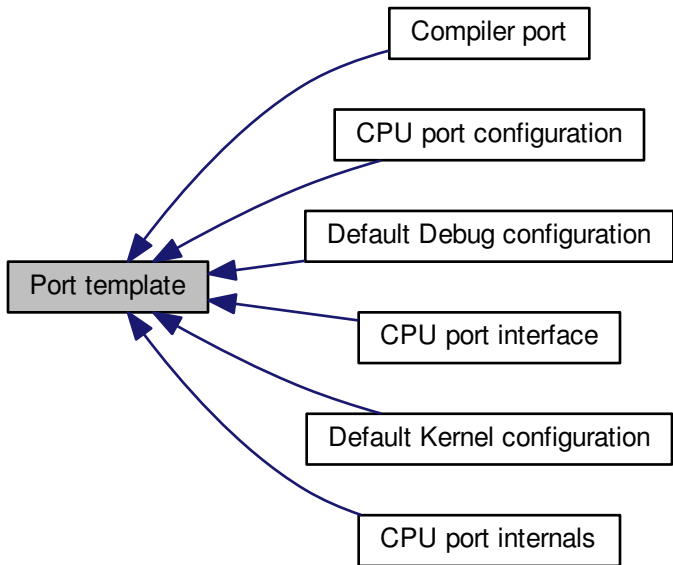 Compiler port
CPU port configuration
Default Debug configuration
Port template
CPU port interface
Default Kernel configuration
CPU port internals